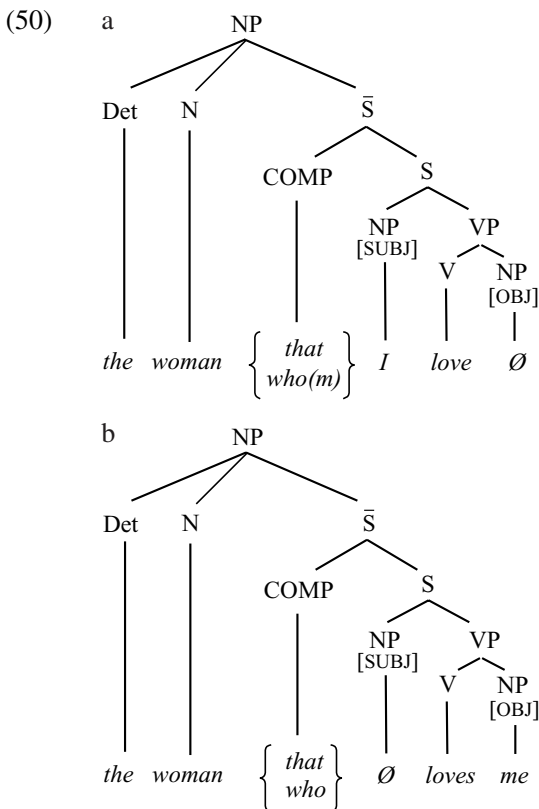 (50) a
NP
Det N S̄
COMP S
NP VP
[SUBJ]
V NP
[OBJ]
that
the woman { } I love Ø
who(m)
b
NP
Det N S̄
COMP S
NP VP
[SUBJ]
V NP
[OBJ]
that
the woman { } Ø loves me
who